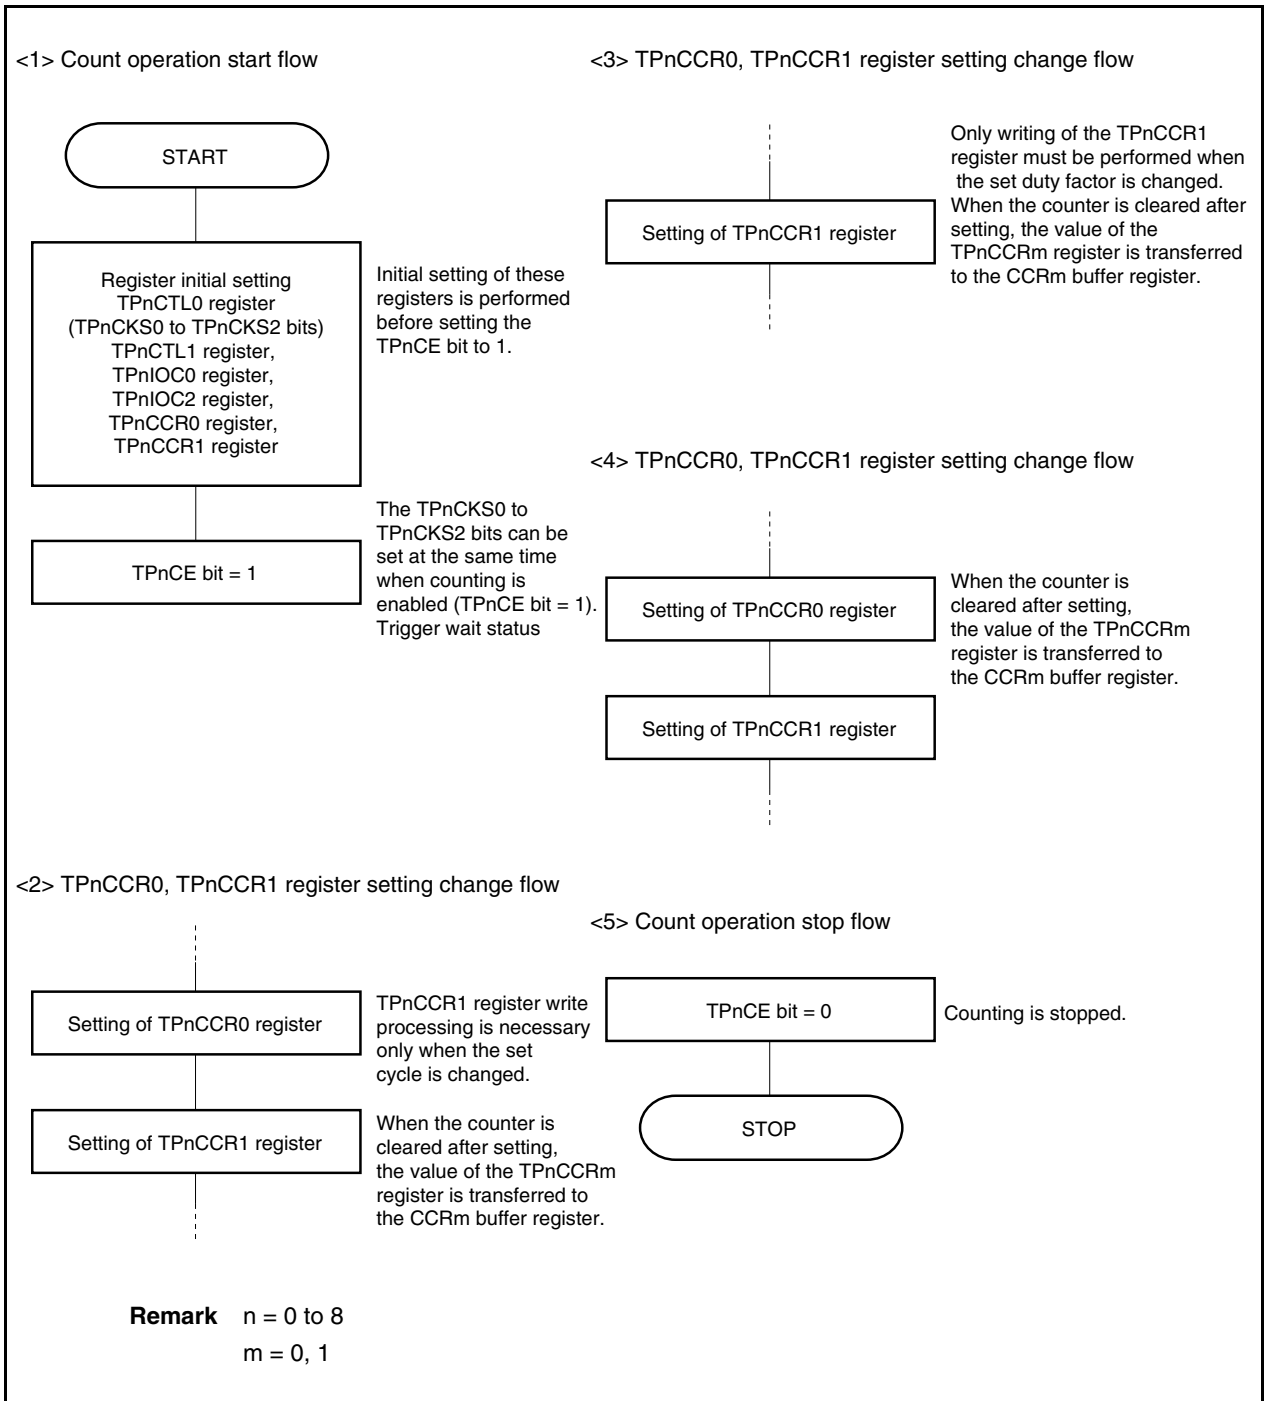 <1> Count operation start flow
START
Register initial setting
TPnCTL0 register
(TPnCKS0 to TPnCKS2 bits)
TPnCTL1 register,
TPnIOC0 register,
TPnIOC2 register,
TPnCCR0 register,
TPnCCR1 register
Initial setting of these
registers is performed
before setting the
TPnCE bit to 1.
TPnCE bit = 1
The TPnCKS0 to
TPnCKS2 bits can be
set at the same time
when counting is
enabled (TPnCE bit = 1).
Trigger wait status
<2> TPnCCR0, TPnCCR1 register setting change flow
Setting of TPnCCR0 register
TPnCCR1 register write
processing is necessary
only when the set
cycle is changed.
Setting of TPnCCR1 register
When the counter is
cleared after setting,
the value of the TPnCCRm
register is transferred to
the CCRm buffer register.
<3> TPnCCR0, TPnCCR1 register setting change flow
Setting of TPnCCR1 register
Only writing of the TPnCCR1
register must be performed when
the set duty factor is changed.
When the counter is cleared after
setting, the value of the
TPnCCRm register is transferred
to the CCRm buffer register.
<4> TPnCCR0, TPnCCR1 register setting change flow
Setting of TPnCCR0 register
When the counter is
cleared after setting,
the value of the TPnCCRm
register is transferred to
the CCRm buffer register.
Setting of TPnCCR1 register
<5> Count operation stop flow
TPnCE bit = 0
Counting is stopped.
STOP
Remark n = 0 to 8
m = 0, 1